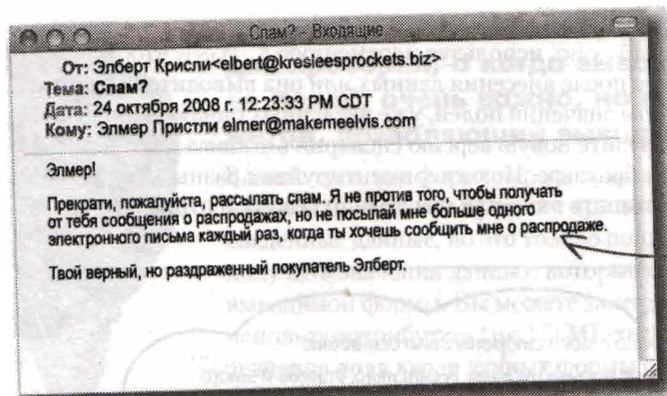 Спам? - Входящие
От: Элберт Крисли<elbert@kresleesprockets.biz>
Тема: Спам?
Дата: 24 октября 2008 г. 12:23:33 PM CDT
Кому: Элмер Пристли elmer@makemeelvis.com
Элмер!
Прекрати, пожалуйста, рассылать спам. Я не против того, чтобы получать
от тебя сообщения о распродажах, но не посылай мне больше одного
электронного письма каждый раз, когда ты хочешь сообщить мне о распродаже.
Твой верный, но раздраженный покупатель Элберт.